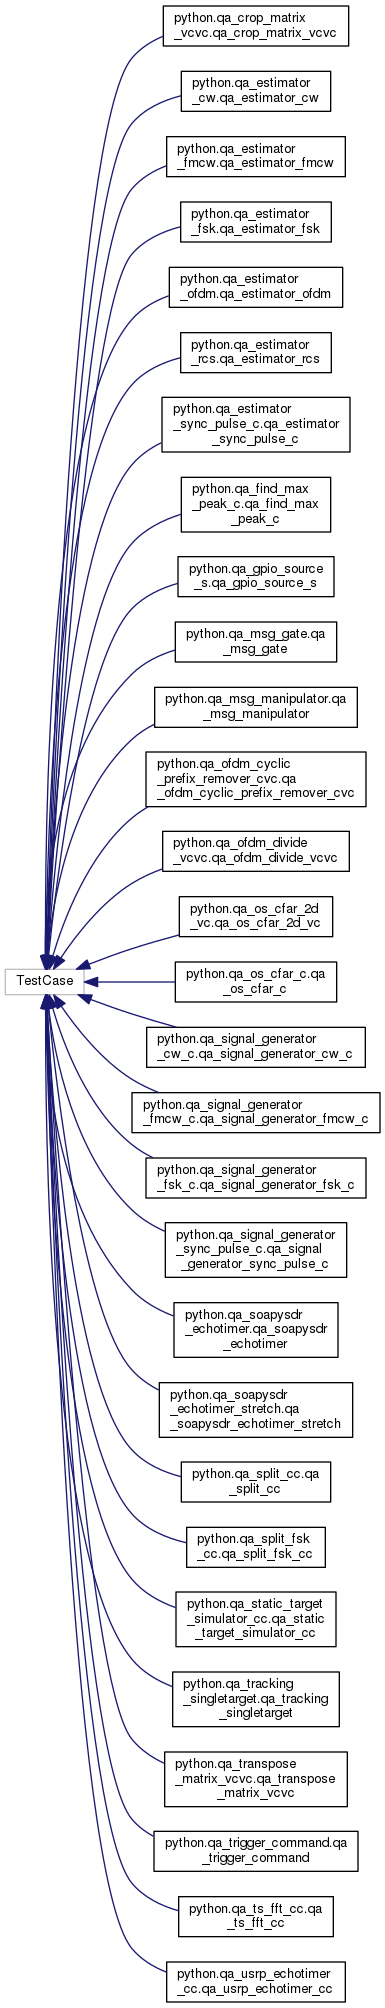 python.qa_crop_matrix
_vcvc.qa_crop_matrix_vcvc
python.qa_estimator
_cw.qa_estimator_cw
python.qa_estimator
_fmcw.qa_estimator_fmcw
python.qa_estimator
_fsk.qa_estimator_fsk
python.qa_estimator
_ofdm.qa_estimator_ofdm
python.qa_estimator
_rcs.qa_estimator_rcs
python.qa_estimator
_sync_pulse_c.qa_estimator
_sync_pulse_c
python.qa_find_max
_peak_c.qa_find_max
_peak_c
python.qa_gpio_source
_s.qa_gpio_source_s
python.qa_msg_gate.qa
_msg_gate
python.qa_msg_manipulator.qa
_msg_manipulator
python.qa_ofdm_cyclic
_prefix_remover_cvc.qa
_ofdm_cyclic_prefix_remover_cvc
python.qa_ofdm_divide
_vcvc.qa_ofdm_divide_vcvc
python.qa_os_cfar_2d
_vc.qa_os_cfar_2d_vc
TestCase
python.qa_os_cfar_c.qa
_os_cfar_c
python.qa_signal_generator
_cw_c.qa_signal_generator_cw_c
python.qa_signal_generator
_fmcw_c.qa_signal_generator_fmcw_c
python.qa_signal_generator
_fsk_c.qa_signal_generator_fsk_c
python.qa_signal_generator
_sync_pulse_c.qa_signal
_generator_sync_pulse_c
python.qa_soapysdr
_echotimer.qa_soapysdr
_echotimer
python.qa_soapysdr
_echotimer_stretch.qa
_soapysdr_echotimer_stretch
python.qa_split_cc.qa
_split_cc
python.qa_split_fsk
_cc.qa_split_fsk_cc
python.qa_static_target
_simulator_cc.qa_static
_target_simulator_cc
python.qa_tracking
_singletarget.qa_tracking
_singletarget
python.qa_transpose
_matrix_vcvc.qa_transpose
_matrix_vcvc
python.qa_trigger_command.qa
_trigger_command
python.qa_ts_fft_cc.qa
_ts_fft_cc
python.qa_usrp_echotimer
_cc.qa_usrp_echotimer_cc